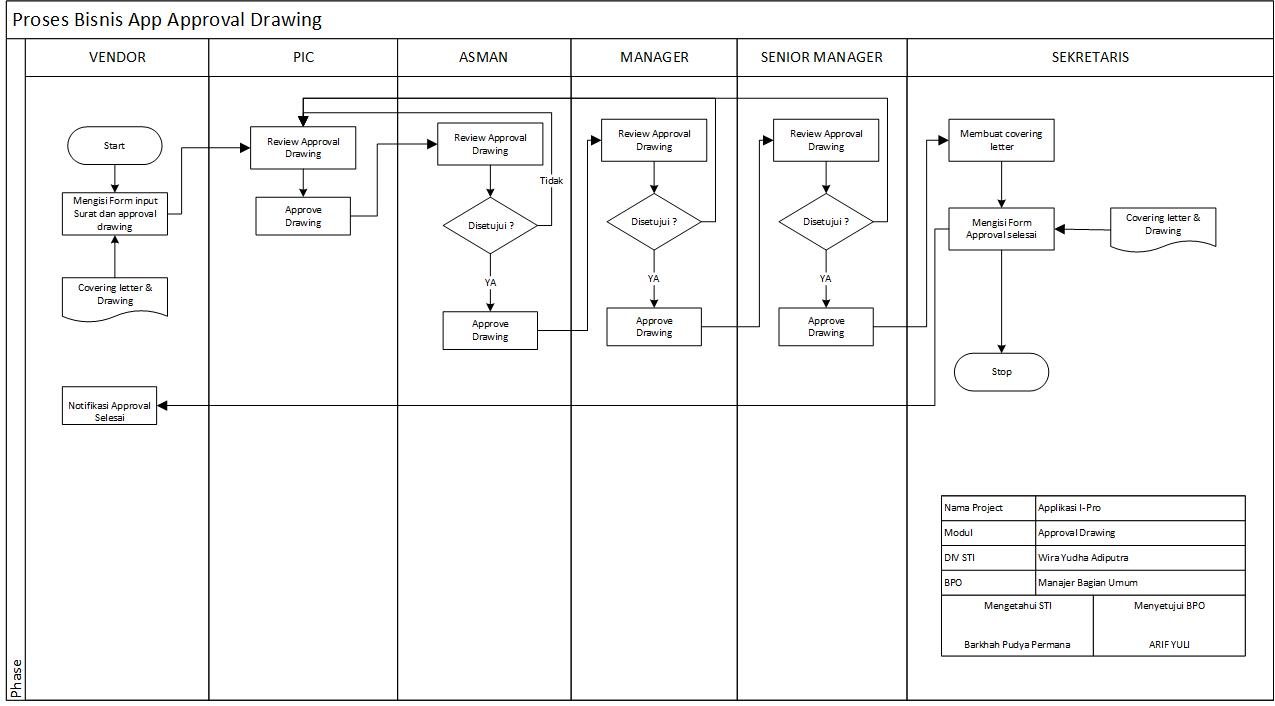 Proses Bisnis App Approval Drawing
VENDOR
PIC
ASMAN
MANAGER
SENIOR MANAGER
SEKRETARIS
Start
Mengisi Form input
Surat dan approval
drawing
Covering letter &
Drawing
Notifikasi Approval
Selesai
Review Approval
Drawing
Approve
Drawing
Review Approval
Drawing
Tidak
Disetujui ?
YA
Approve
Drawing
Review Approval
Drawing
Disetujui ?
YA
Approve
Drawing
Review Approval
Drawing
Disetujui ?
YA
Approve
Drawing
Membuat covering
letter
Mengisi Form
Approval selesai
Covering letter &
Drawing
Stop
Nama Project Applikasi I-Pro
Modul Approval Drawing
DIV STI Wira Yudha Adiputra
BPO Manajer Bagian Umum
Mengetahui STI Menyetujui BPO
Barkhah Pudya Permana ARIF YULI
Phase